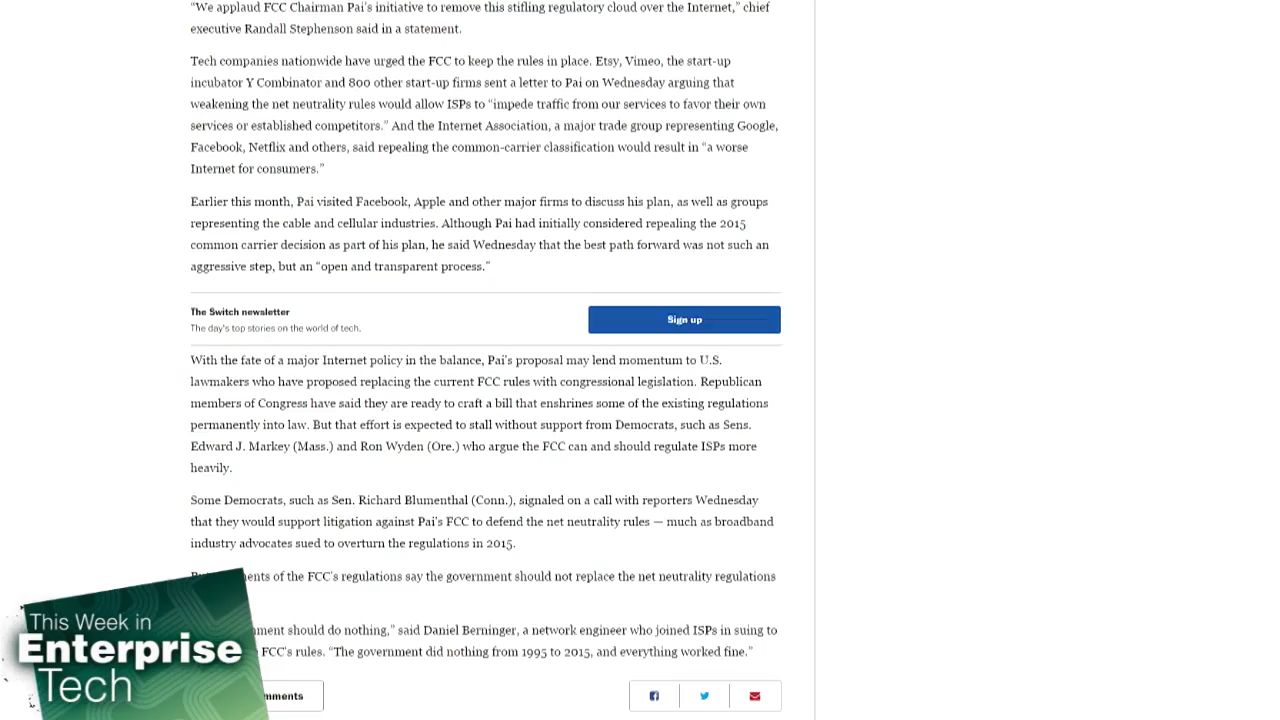 “We applaud FCC Chairman Pai’s initiative to remove this stifling regulatory cloud over the Internet,” chief
executive Randall Stephenson said in a statement.
Tech companies nationwide have urged the FCC to keep the rules in place. Etsy, Vimeo, the start-up
incubator Y Combinator and 800 other start-up firms sent a letter to Pai on Wednesday arguing that
weakening the net neutrality rules would allow ISPs to “impede traffic from our services to favor their own
services or established competitors.” And the Internet Association, a major trade group representing Google,
Facebook, Netflix and others, said repealing the common-carrier classification would result in “a worse
Internet for consumers.”
Earlier this month, Pai visited Facebook, Apple and other major firms to discuss his plan, as well as groups
representing the cable and cellular industries. Although Pai had initially considered repealing the 2015
common carrier decision as part of his plan, he said Wednesday that the best path forward was not such an
aggressive step, but an “open and transparent process.”
The Switch newsletter
The day's top stories on the world of tech.
Sign up
With the fate of a major Internet policy in the balance, Pai’s proposal may lend momentum to U.S.
lawmakers who have proposed replacing the current FCC rules with congressional legislation. Republican
members of Congress have said they are ready to craft a bill that enshrines some of the existing regulations
permanently into law. But that effort is expected to stall without support from Democrats, such as Sens.
Edward J. Markey (Mass.) and Ron Wyden (Ore.) who argue the FCC can and should regulate ISPs more
heavily.
Some Democrats, such as Sen. Richard Blumenthal (Conn.), signaled on a call with reporters Wednesday
that they would support litigation against Pai’s FCC to defend the net neutrality rules — much as broadband
industry advocates sued to overturn the regulations in 2015.
of the FCC’s regulations say the government should not replace the net neutrality regulations
should do nothing,” said Daniel Berninger, a network engineer who joined ISPs in suing to
FCC’s rules. “The government did nothing from 1995 to 2015, and everything worked fine.”
This Week in
Enterprise
Tech